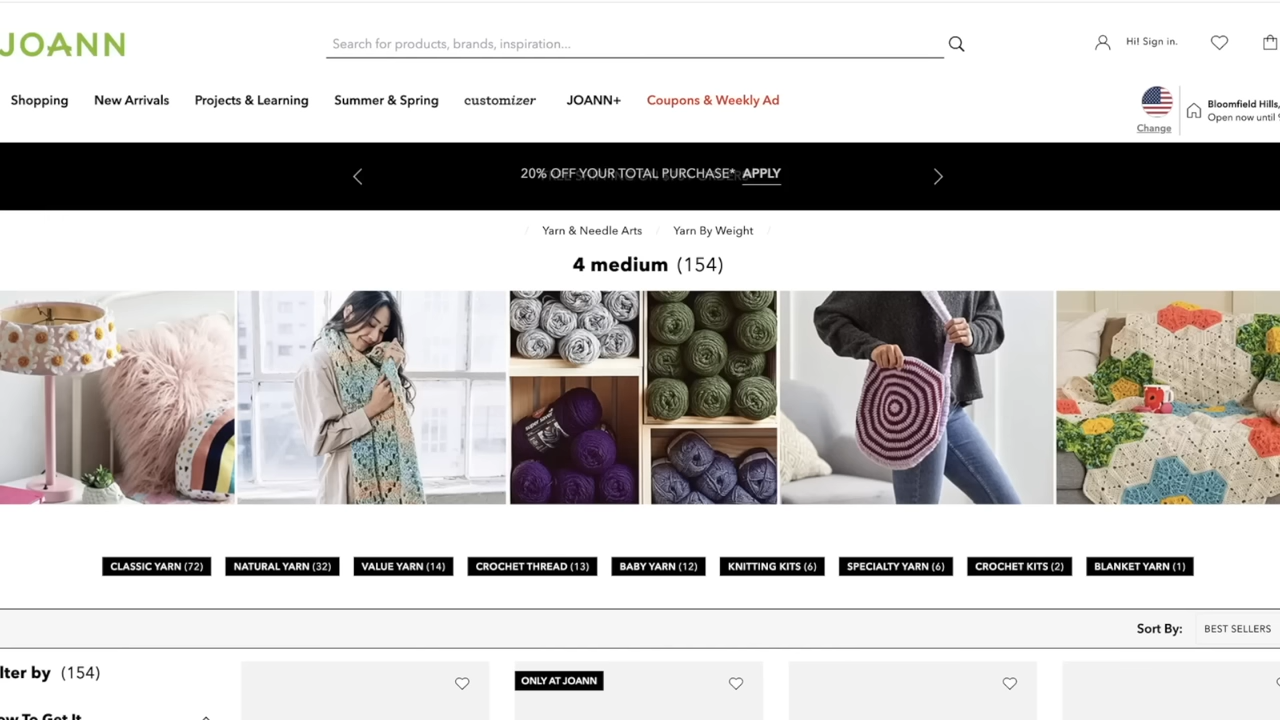 JOANN
Search for products, brands, inspiration...
Hi! Sign in.
Shopping New Arrivals Projects & Learning Summer & Spring customizer JOANN+ Coupons & Weekly Ad
Change
Bloomfield Hills,
Open now until
20% OFF YOUR TOTAL PURCHASE* APPLY
/ Yarn & Needle Arts / Yarn By Weight /
4 medium (154)
CLASSIC YARN (72) NATURAL YARN (32) VALUE YARN (14) CROCHET THREAD (13) BABY YARN (12) KNITTING KITS (6) SPECIALTY YARN (6) CROCHET KITS (2) BLANKET YARN (1)
Sort By: BEST SELLERS
lter by (154)
ONLY AT JOANN
ow To Get It